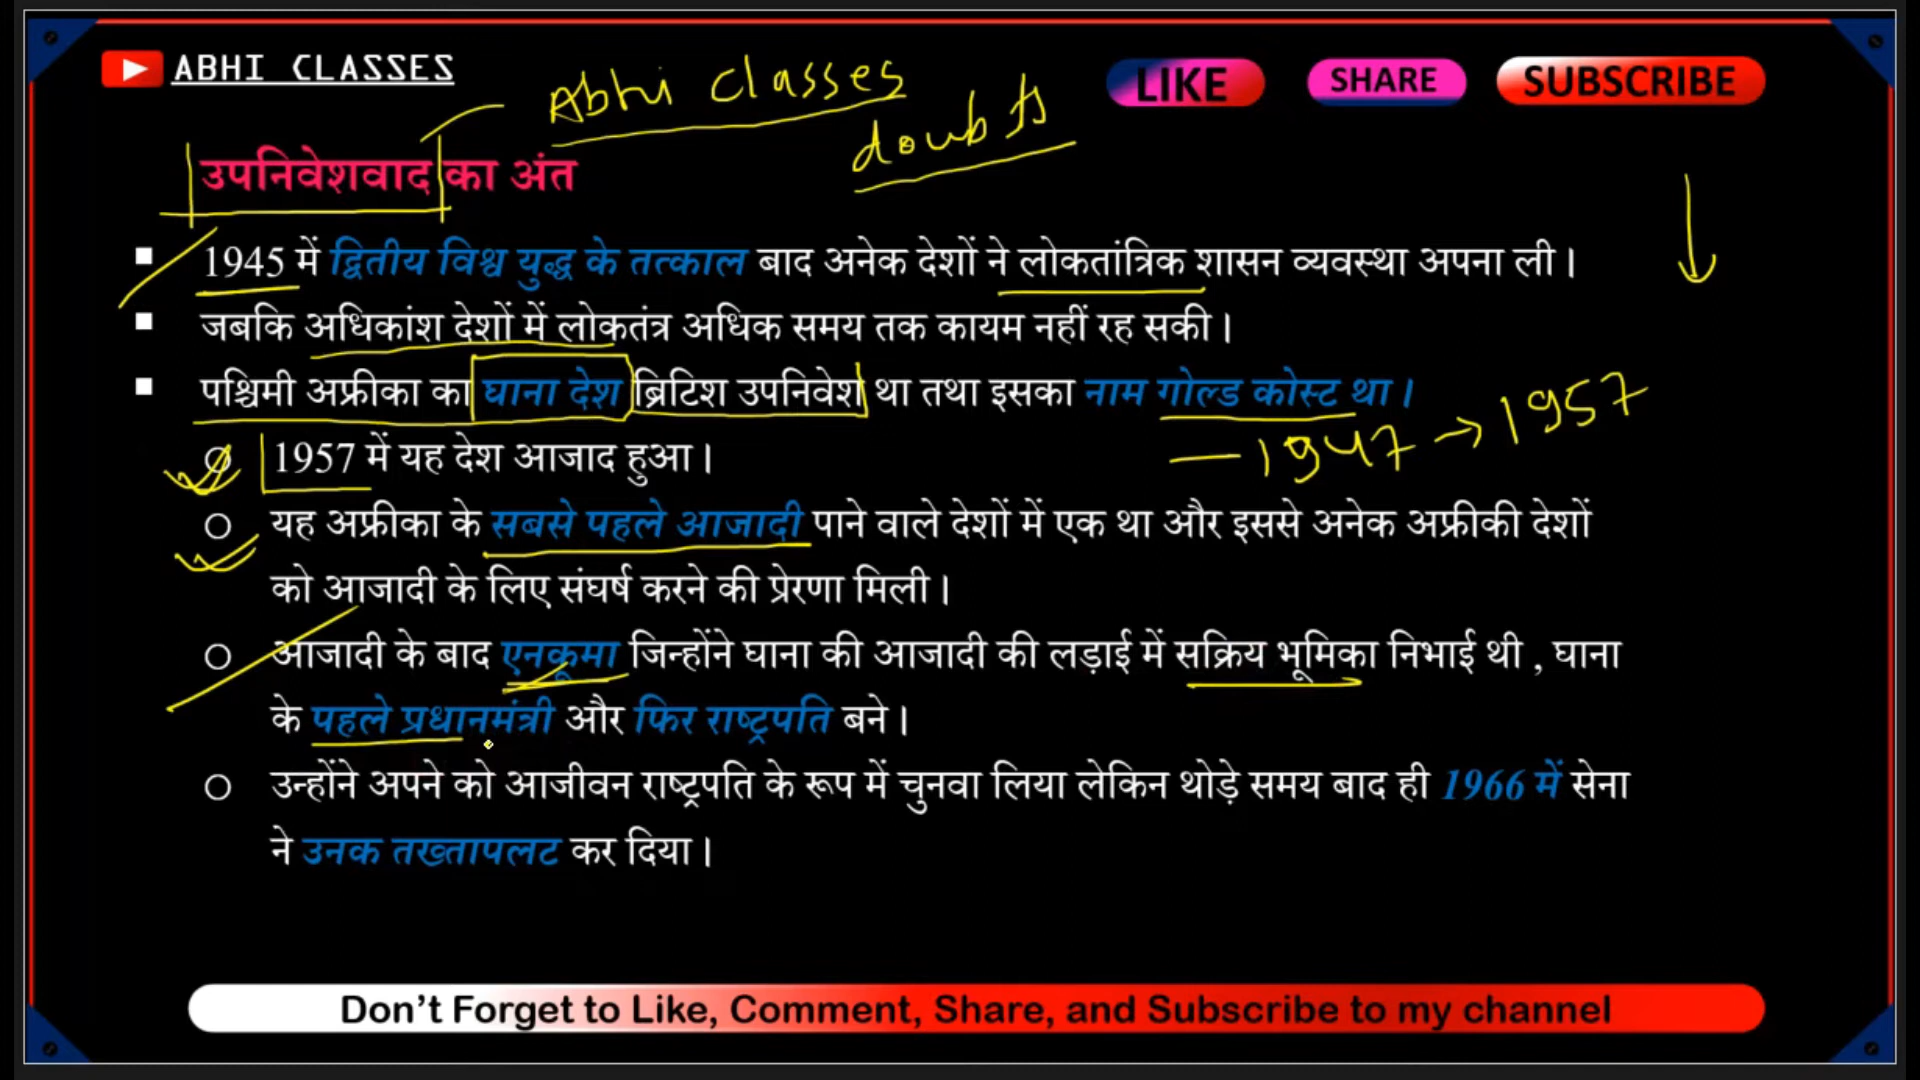 ABHI CLASSES
Abhi Classes
doubts
LIKE
SHARE
SUBSCRIBE
उपनिवेशवाद का अंत
1945 में द्वितीय विश्व युद्ध के तत्काल बाद अनेक देशों ने लोकतांत्रिक शासन व्यवस्था अपना ली।
जबकि अधिकांश देशों में लोकतंत्र अधिक समय तक कायम नहीं रह सकी।
पश्चिमी अफ्रीका का घाना देश ब्रिटिश उपनिवेश था तथा इसका नाम गोल्ड कोस्ट था।
– 1947 → 1957
1957 में यह देश आजाद हुआ।
यह अफ्रीका के सबसे पहले आजादी पाने वाले देशों में एक था और इससे अनेक अफ्रीकी देशों
को आजादी के लिए संघर्ष करने की प्रेरणा मिली।
आजादी के बाद एनकूमा जिन्होंने घाना की आजादी की लड़ाई में सक्रिय भूमिका निभाई थी , घाना
के पहले प्रधानमंत्री और फिर राष्ट्रपति बने।
उन्होंने अपने को आजीवन राष्ट्रपति के रूप में चुनवा लिया लेकिन थोड़े समय बाद ही 1966 में सेना
ने उनक तख्तापलट कर दिया।
Don’t Forget to Like, Comment, Share, and Subscribe to my channel